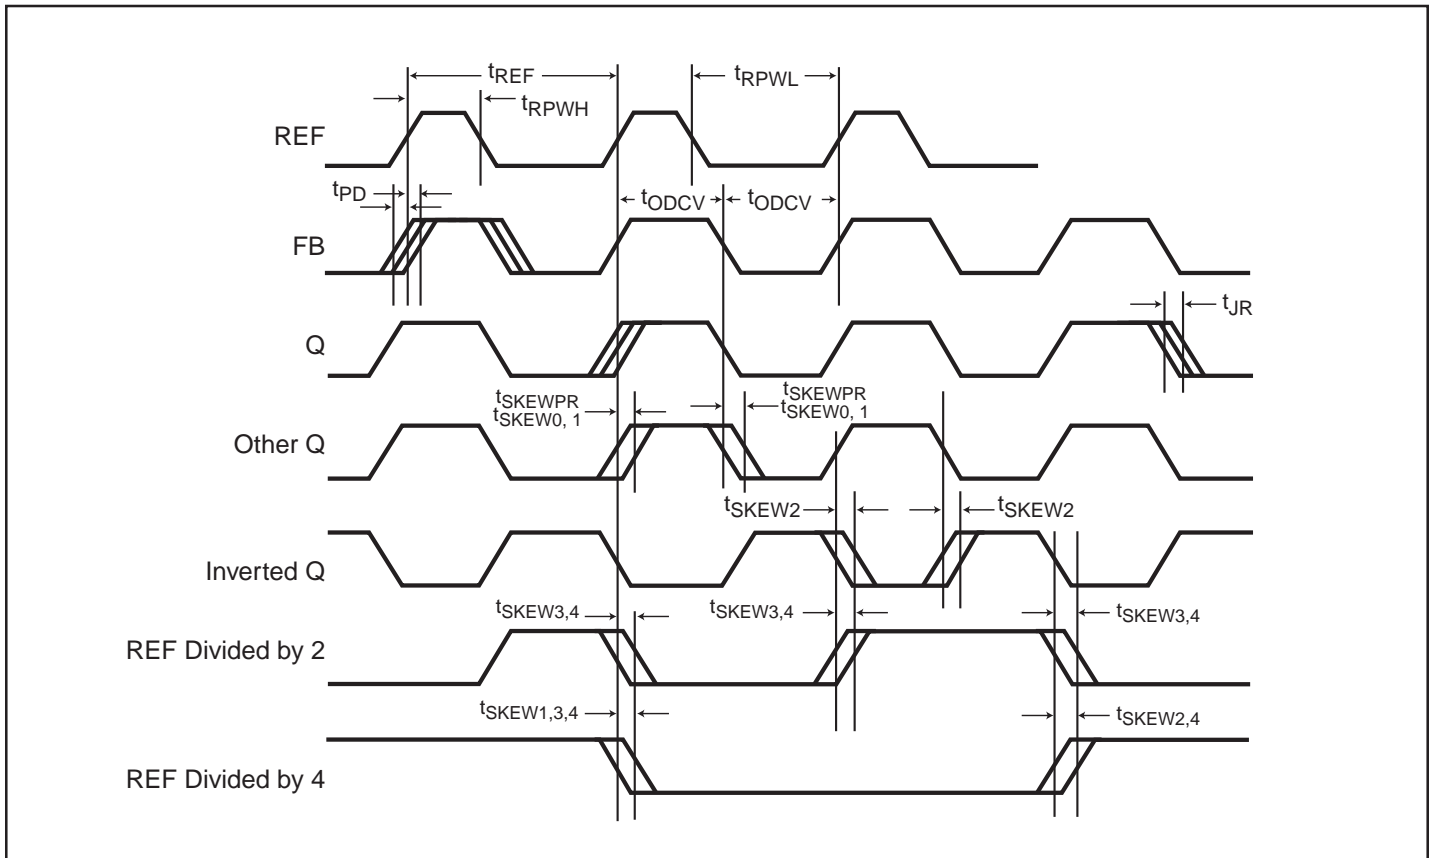 tREF
tRPWL
tRPWH
REF
tPD
tODCV
tODCV
FB
tJR
Q
tSKEWPR
tSKEW0, 1
tSKEWPR
tSKEW0, 1
Other Q
tSKEW2
tSKEW2
Inverted Q
tSKEW3,4
tSKEW3,4
tSKEW3,4
REF Divided by 2
tSKEW1,3,4
tSKEW2,4
REF Divided by 4